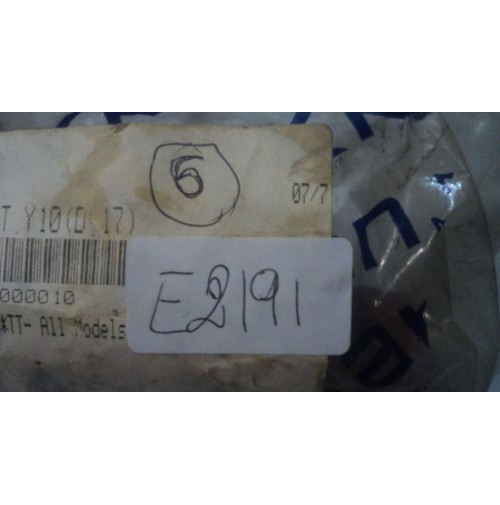 6
07/7
T.Y10(D.17)
000010
*TT- All Models
E2191